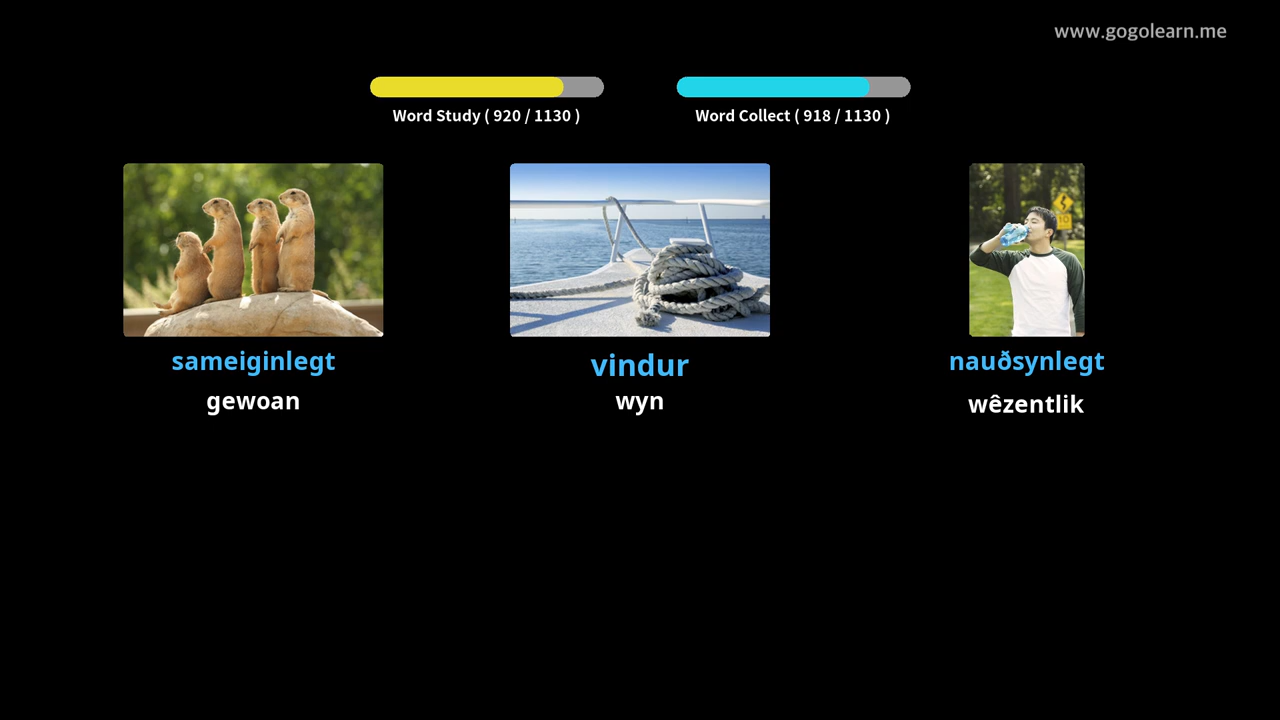 www.gogolearn.me
Word Study ( 920 / 1130 )
Word Collect ( 918 / 1130 )
sameiginlegt
gewoan
vindur
wyn
nauðsynlegt
wêzentlik